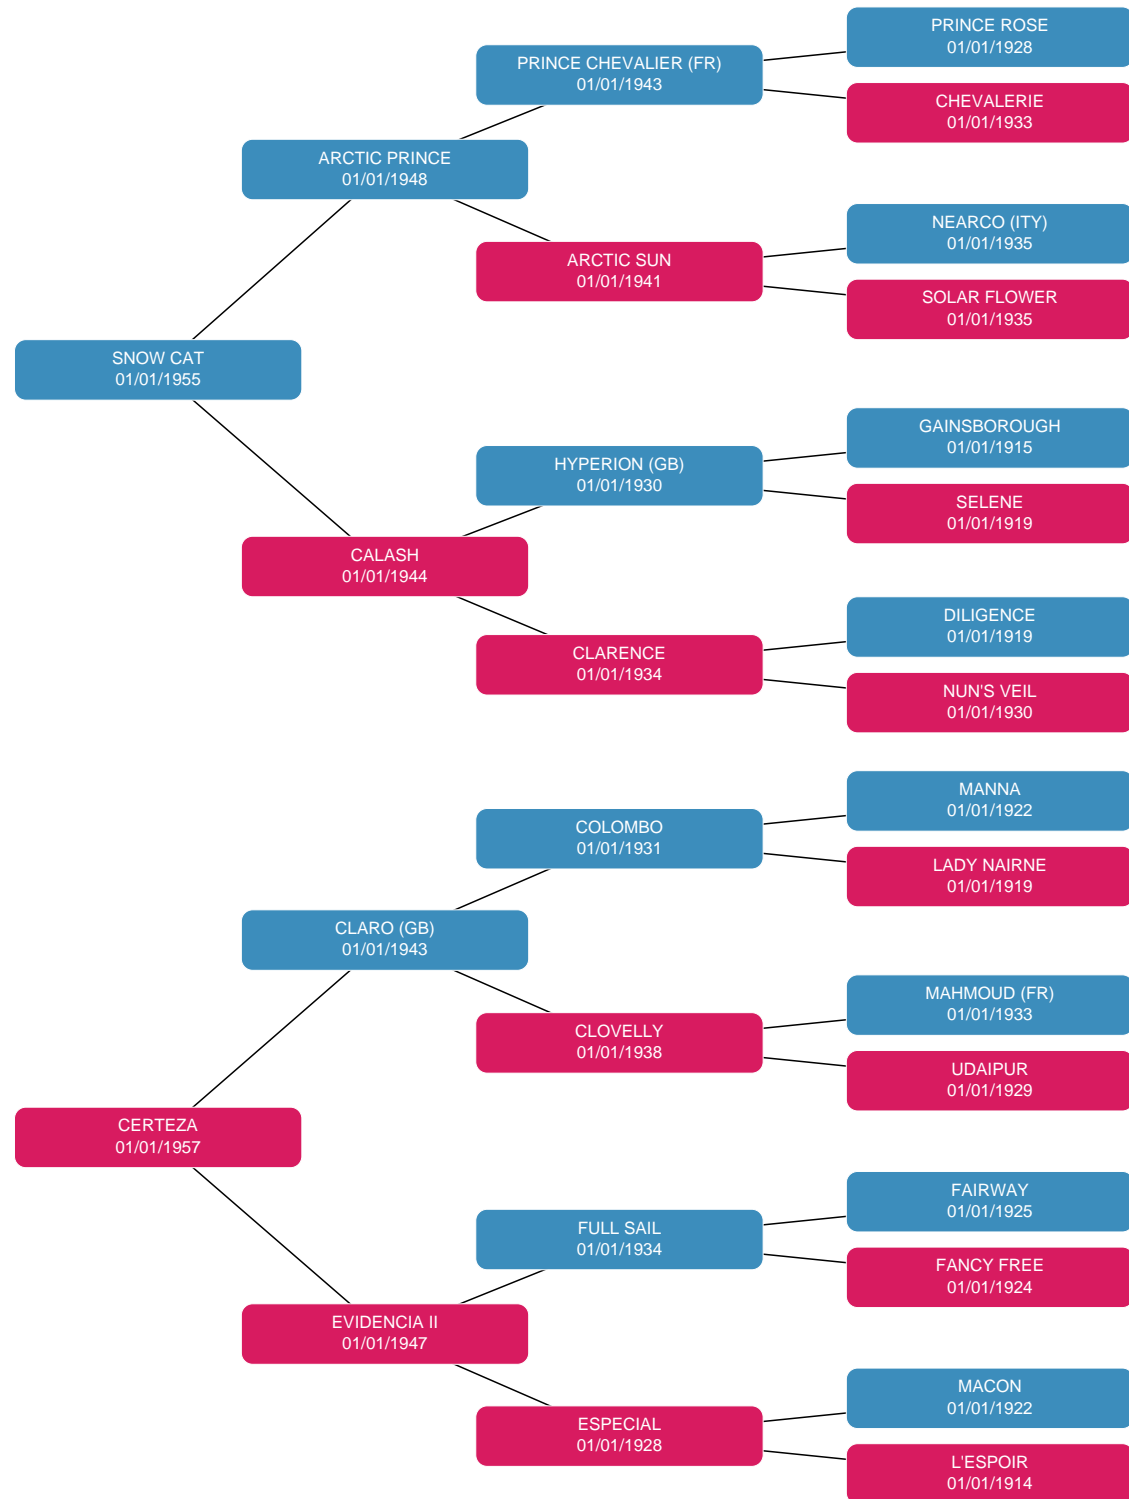 PRINCE ROSE
01/01/1928
PRINCE CHEVALIER (FR)
01/01/1943
CHEVALERIE
01/01/1933
ARCTIC PRINCE
01/01/1948
NEARCO (ITY)
01/01/1935
ARCTIC SUN
01/01/1941
SOLAR FLOWER
01/01/1935
SNOW CAT
01/01/1955
GAINSBOROUGH
01/01/1915
HYPERION (GB)
01/01/1930
SELENE
01/01/1919
CALASH
01/01/1944
DILIGENCE
01/01/1919
CLARENCE
01/01/1934
NUN'S VEIL
01/01/1930
MANNA
01/01/1922
COLOMBO
01/01/1931
LADY NAIRNE
01/01/1919
CLARO (GB)
01/01/1943
MAHMOUD (FR)
01/01/1933
CLOVELLY
01/01/1938
UDAIPUR
01/01/1929
CERTEZA
01/01/1957
FAIRWAY
01/01/1925
FULL SAIL
01/01/1934
FANCY FREE
01/01/1924
EVIDENCIA II
01/01/1947
MACON
01/01/1922
ESPECIAL
01/01/1928
L'ESPOIR
01/01/1914